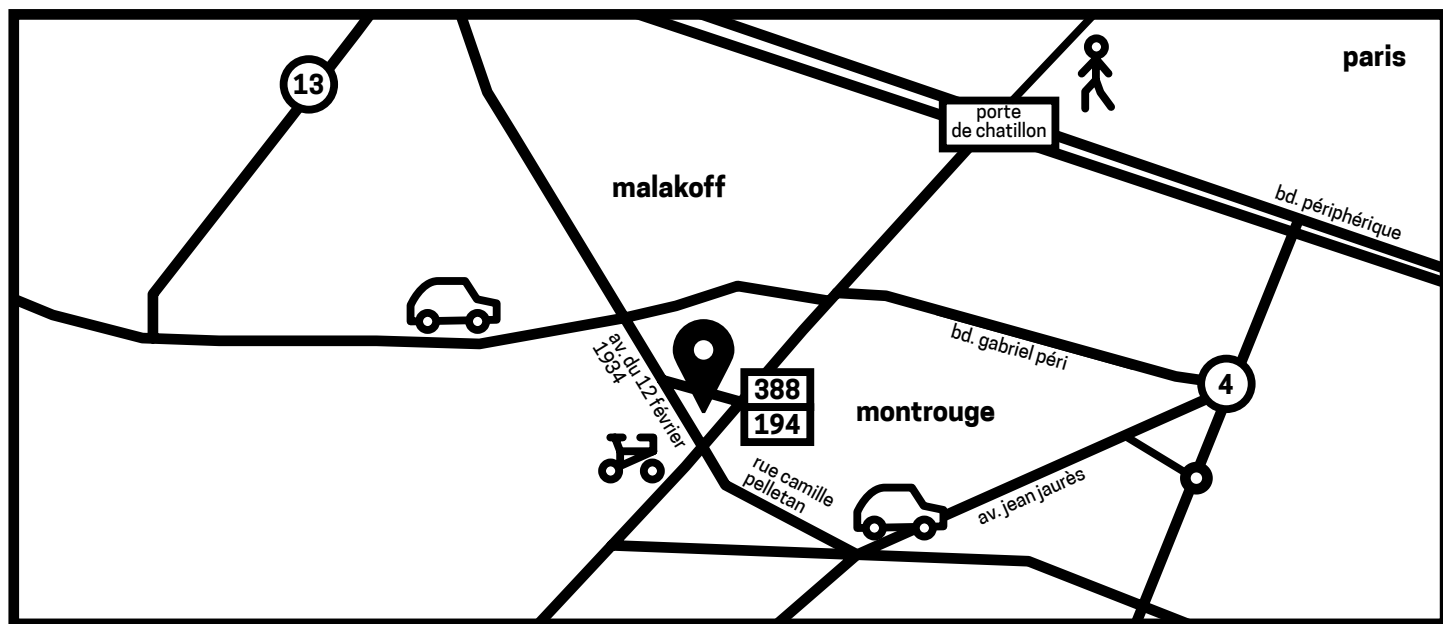 13
paris
porte
de chatillon
malakoff
bd. périphérique
bd. gabriel péri
av. du 12 février
1934
388
194
4
montrouge
rue camille
pelletan
av. jean jaurès